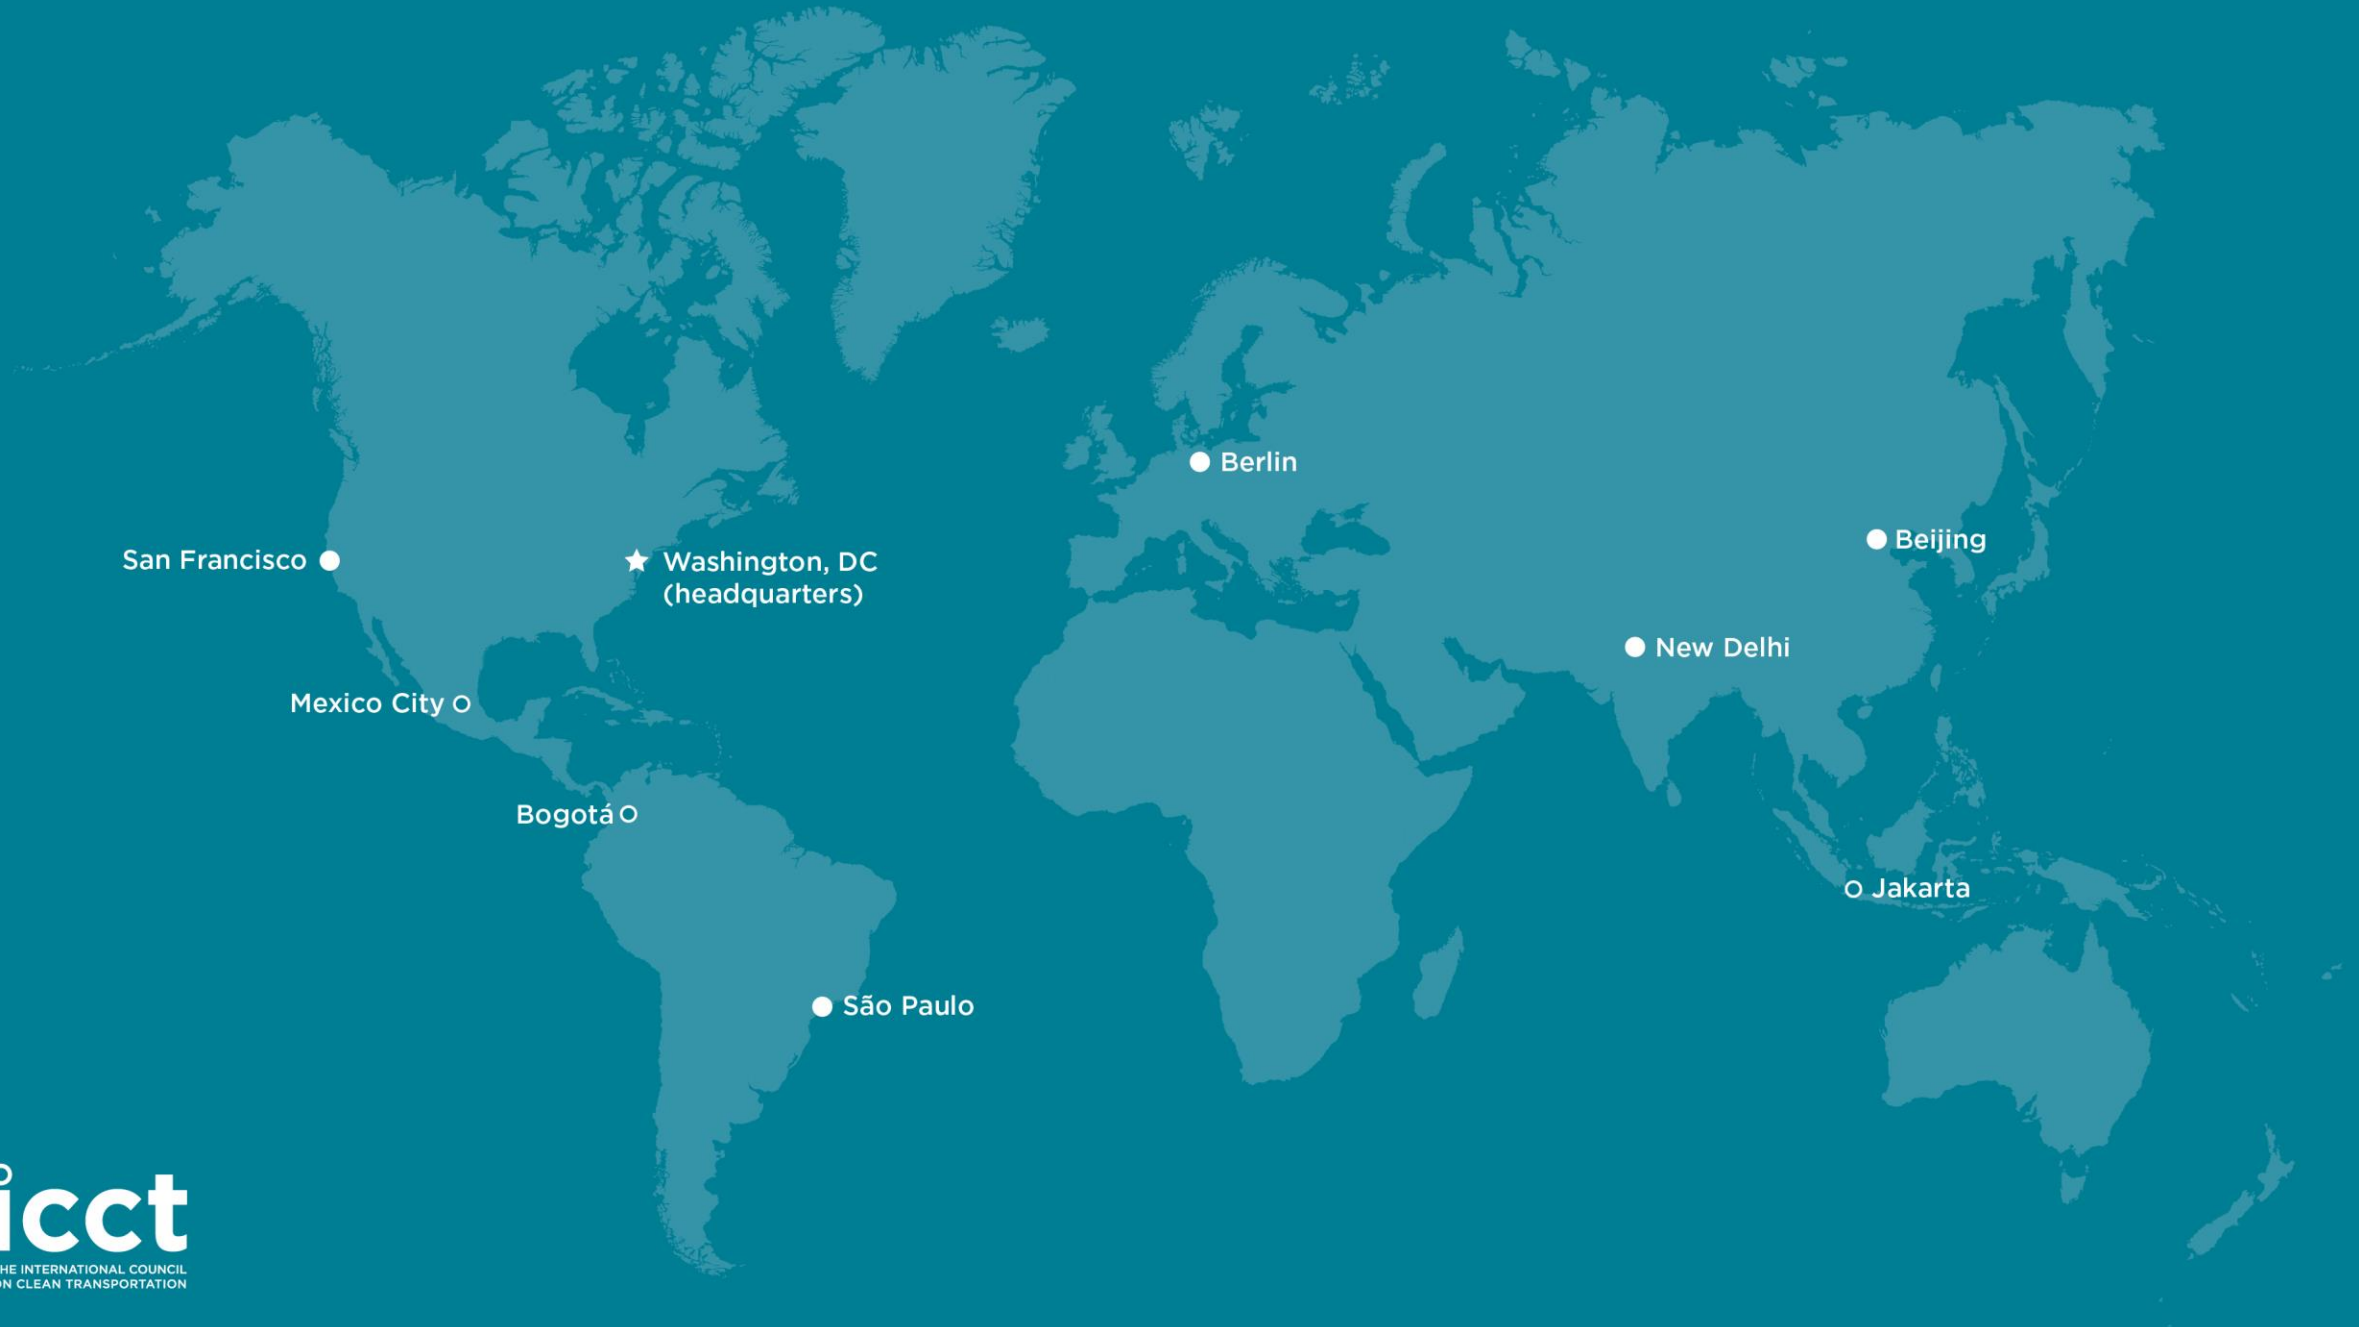 Berlin
Beijing
San Francisco
Washington, DC
(headquarters)
New Delhi
Mexico City
Bogotá
Jakarta
São Paulo
icct
HE INTERNATIONAL COUNCIL
N CLEAN TRANSPORTATION